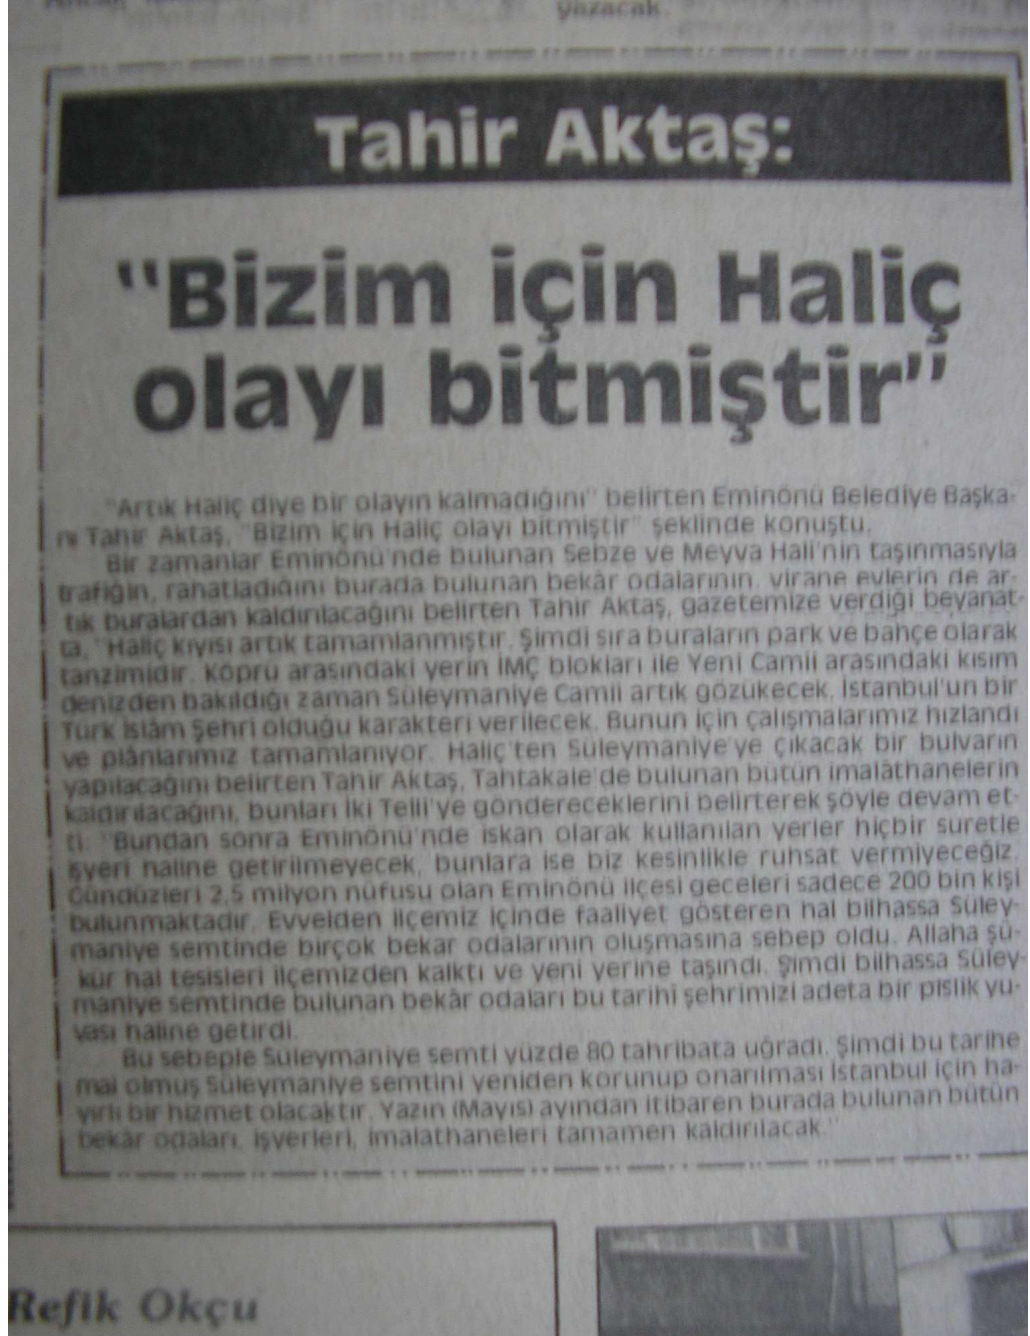 yazacak.
Tahir Aktaş:
"Bizim için Haliç
olayı bitmiştir"
"Artık Haliç diye bir olayın kalmadığını" belirten Eminönü Belediye Başka-
nı Tahir Aktaş, "Bizim için Haliç olayı bitmiştir" şeklinde konuştu.
Bir zamanlar Eminönü'nde bulunan Sebze ve Meyva Hali'nin taşınmasıyla
trafiğin, rahatladığını burada bulunan bekâr odalarının, virane evlerin de ar-
tık buralardan kaldırılacağını belirten Tahir Aktaş, gazetemize verdiği beyanat-
ta, "Haliç kıyısı artık tamamlanmıştır. Şimdi sıra buraların park ve bahçe olarak
tanzimidir. Köprü arasındaki yerin İMÇ blokları ile Yeni Camii arasındaki kısım
denizden bakıldığı zaman Süleymaniye Camii artık gözükecek. İstanbul'un bir
Türk İslâm Şehri olduğu karakteri verilecek. Bunun için çalışmalarımız hızlandı
ve plânlarımız tamamlanıyor. Haliç'ten Süleymaniye'ye çıkacak bir bulvarın
yapılacağını belirten Tahir Aktaş, Tahtakale'de bulunan bütün imalâthanelerin
kaldırılacağını, bunları İki Telli'ye göndereceklerini belirterek şöyle devam et-
ti. "Bundan sonra Eminönü'nde iskan olarak kullanılan yerler hiçbir suretle
işyeri haline getirilmeyecek, bunlara ise biz kesinlikle ruhsat vermiyeceğiz.
Gündüzleri 2,5 milyon nüfusu olan Eminönü ilçesi geceleri sadece 200 bin kişi
bulunmaktadır. Evvelden ilçemiz içinde faaliyet gösteren hal bilhassa Süley-
maniye semtinde birçok bekar odalarının oluşmasına sebep oldu. Allaha şü-
kür hal tesisleri ilçemizden kalktı ve yeni yerine taşındı. Şimdi bilhassa Süley-
maniye semtinde bulunan bekâr odaları bu tarihî şehrimizi adeta bir pislik yu-
vası haline getirdi.
Bu sebeple Süleymaniye semti yüzde 80 tahribata uğradı. Şimdi bu tarihe
mal olmuş Süleymaniye semtini yeniden korunup onarılması İstanbul için ha-
yırlı bir hizmet olacaktır. Yazın (Mayıs) ayından itibaren burada bulunan bütün
bekâr odaları, işyerleri, imalathaneleri tamamen kaldırılacak."
Refik Okçu